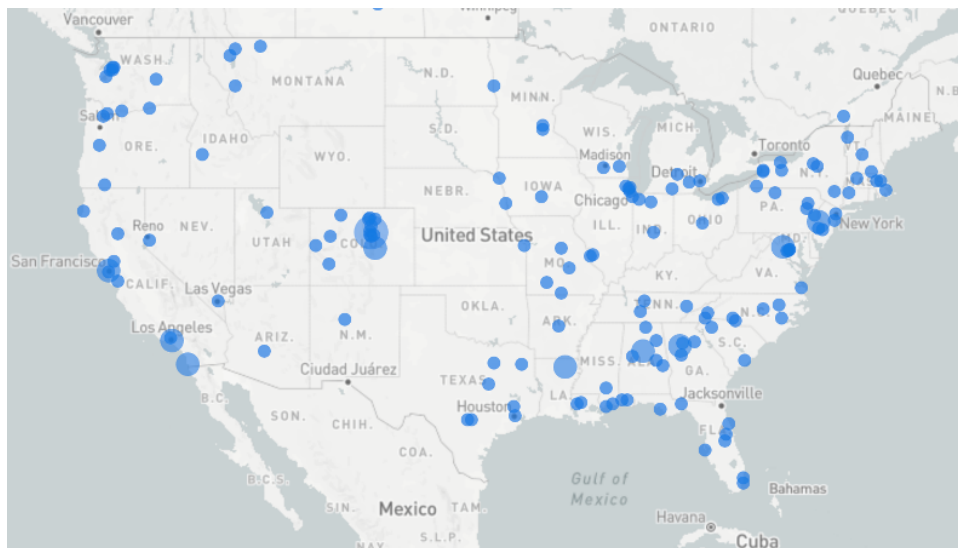 Winnipeg
QUEBEC
Vancouver
ONTARIO
WASH.
MONTANA
N.D.
MINN.
Quebec
N.B.
MAINE
ORE.
IDAHO
S.D.
WIS.
MICH.
Toronto
VT.
WYO.
Madison
Detroit
N.Y.
NEBR.
IOWA
Chicago
PA.
Reno
NEV.
UTAH
United States
ILL.
IND.
OHIO
New York
San Francisco
CALIF.
MO.
MD.
VA.
Las Vegas
KY.
Los Angeles
ARIZ.
N.M.
OKLA.
ARK.
S.C.
Ciudad Juárez
TEXAS
MISS.
GA.
B.C.
LA.
Jacksonville
SON.
CHIH.
Houston
COA.
B.C.S.
Gulf of
Mexico
Bahamas
SIN.
Mexico
TAM.
Havana
S.L.P.
Cuba